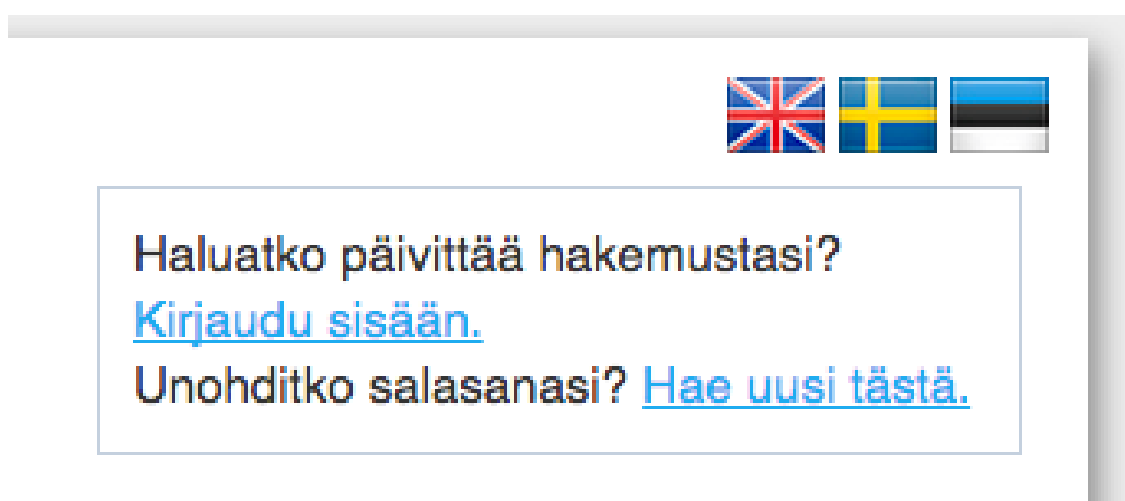 Haluatko päivittää hakemustasi?
Kirjaudu sisään.
Unohditko salasanasi? Hae uusi tästä.